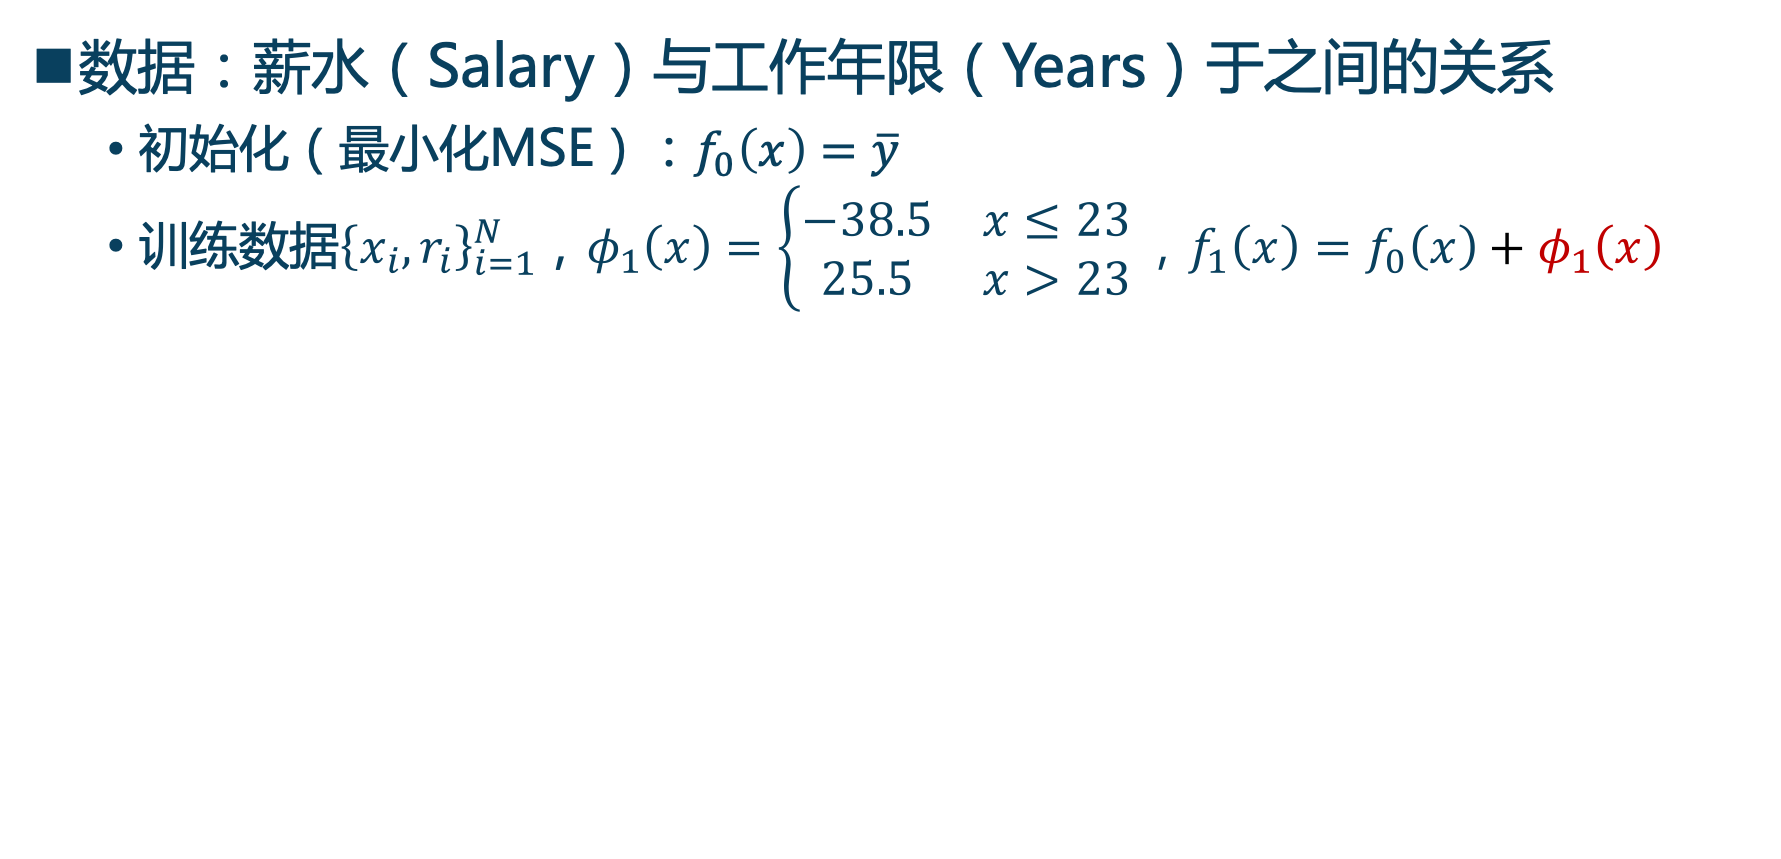 ■数据：薪水（Salary）与工作年限（Years）于之间的关系
• 初始化（最小化MSE）：f₀(x) = ȳ
• 训练数据{xᵢ, rᵢ}ᵢ₌₁ᴺ，ϕ₁(x) = { −38.5 x ≤ 23; 25.5 x > 23 , f₁(x) = f₀(x) + ϕ₁(x)